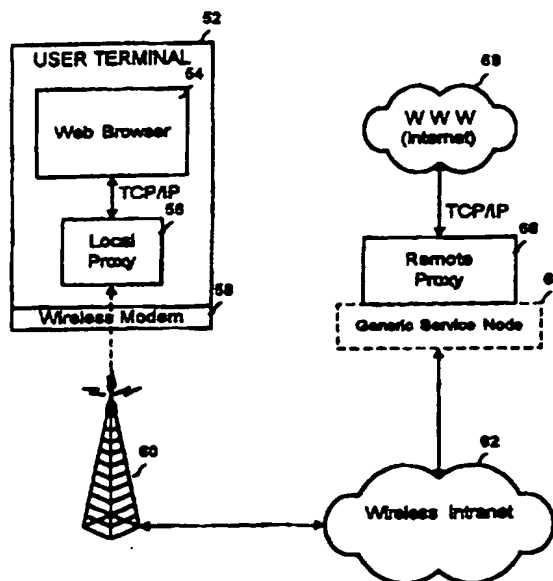 52
USER TERMINAL
54
Web Browser
TCP/IP
56
Local
Proxy
58
Wireless Modem
60
W W W
(Internet)
TCP/IP
66
Remote
Proxy
Generic Service Node
62
Wireless Intranet